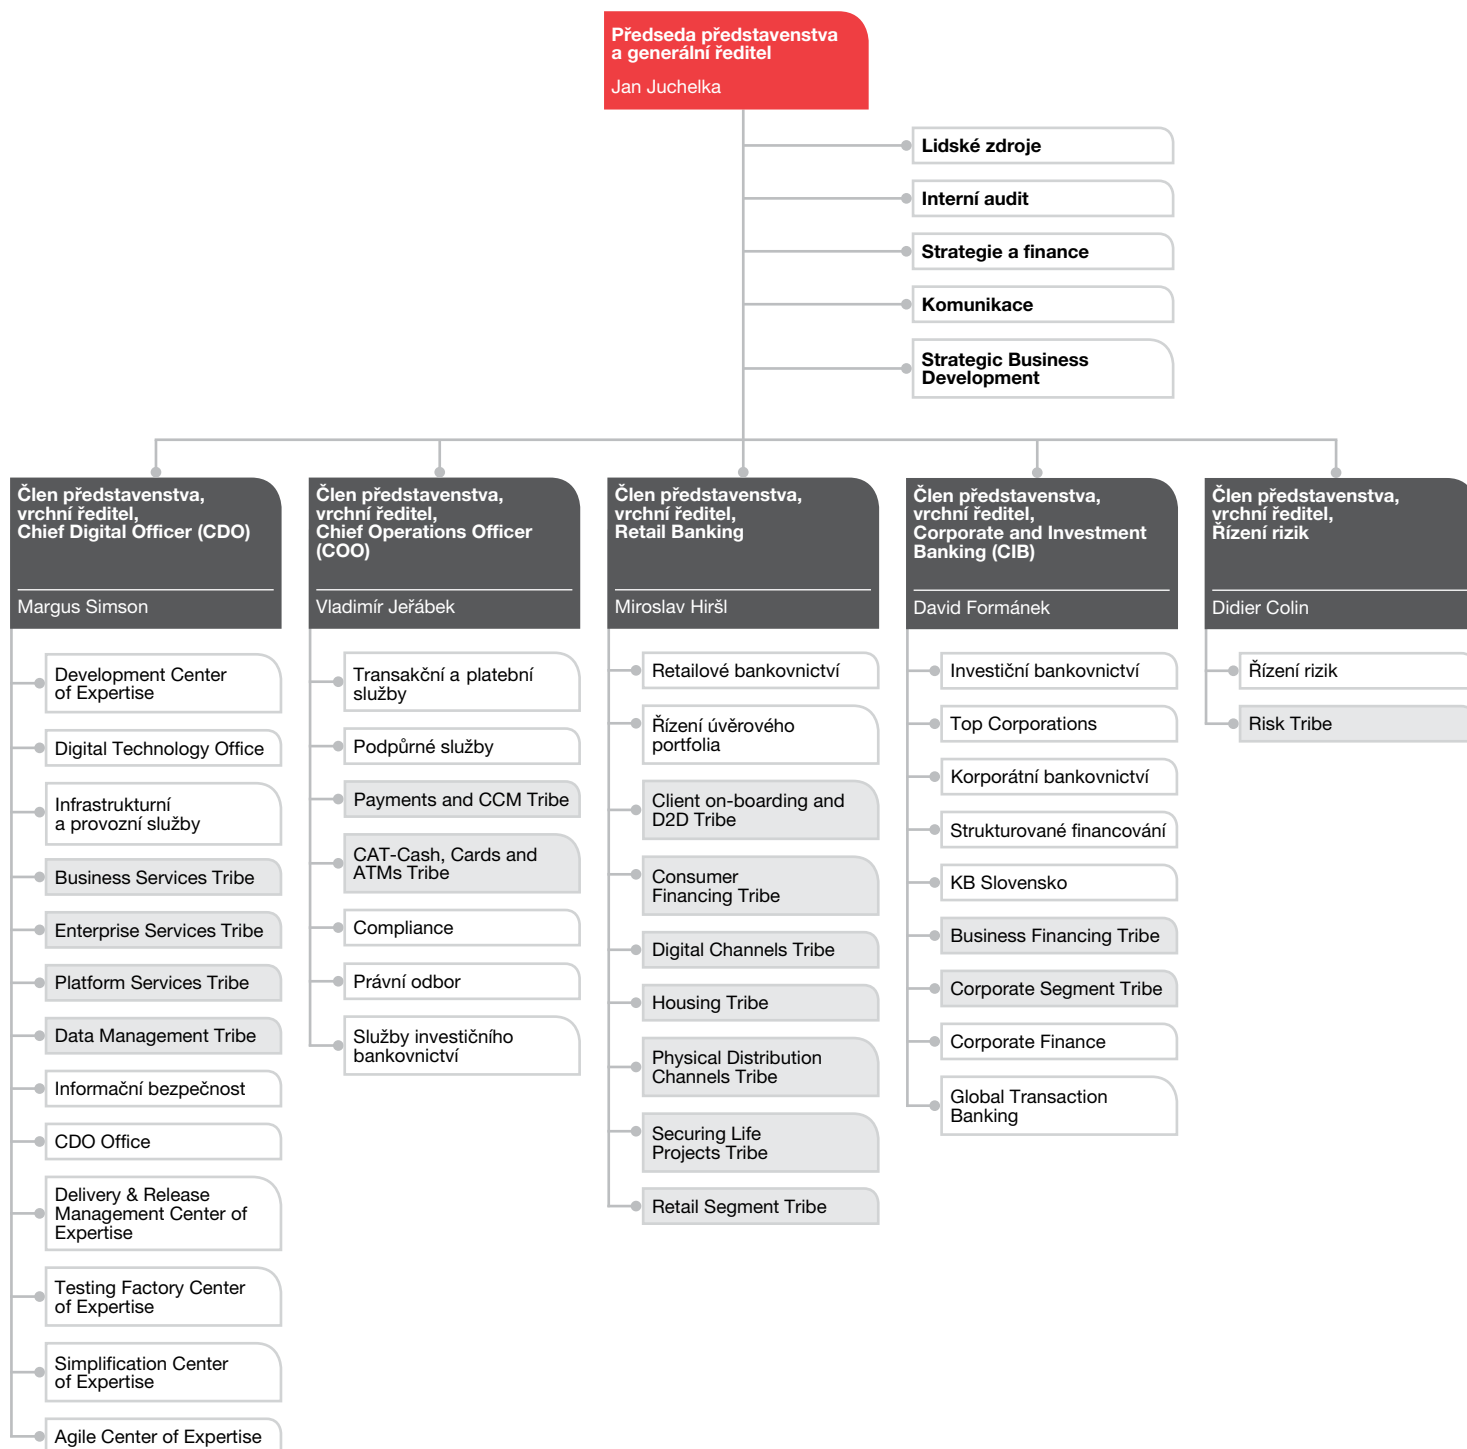 Předseda představenstva
a generální ředitel
Jan Juchelka
Lidské zdroje
Interní audit
Strategie a finance
Komunikace
Strategic Business
Development
Člen představenstva,
vrchní ředitel,
Chief Digital Officer (CDO)
Margus Simson
Development Center
of Expertise
Digital Technology Office
Infrastrukturní
a provozní služby
Business Services Tribe
Enterprise Services Tribe
Platform Services Tribe
Data Management Tribe
Informační bezpečnost
CDO Office
Delivery & Release
Management Center of
Expertise
Testing Factory Center
of Expertise
Simplification Center
of Expertise
Agile Center of Expertise
Člen představenstva,
vrchní ředitel,
Chief Operations Officer
(COO)
Vladimír Jeřábek
Transakční a platební
služby
Podpůrné služby
Payments and CCM Tribe
CAT-Cash, Cards and
ATMs Tribe
Compliance
Právní odbor
Služby investičního
bankovnictví
Člen představenstva,
vrchní ředitel,
Retail Banking
Miroslav Hiršl
Retailové bankovnictví
Řízení úvěrového
portfolia
Client on-boarding and
D2D Tribe
Consumer
Financing Tribe
Digital Channels Tribe
Housing Tribe
Physical Distribution
Channels Tribe
Securing Life
Projects Tribe
Retail Segment Tribe
Člen představenstva,
vrchní ředitel,
Corporate and Investment
Banking (CIB)
David Formánek
Investiční bankovnictví
Top Corporations
Korporátní bankovnictví
Strukturované financování
KB Slovensko
Business Financing Tribe
Corporate Segment Tribe
Corporate Finance
Global Transaction
Banking
Člen představenstva,
vrchní ředitel,
Řízení rizik
Didier Colin
Řízení rizik
Risk Tribe